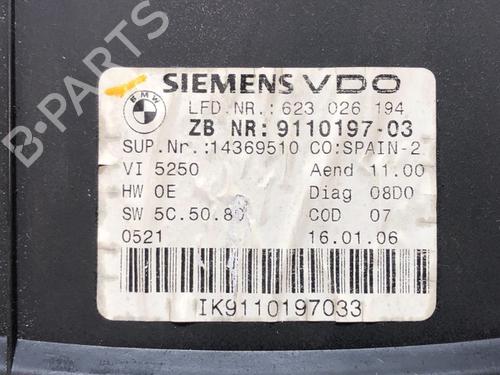 BMW
SIEMENS VDO
LFD.NR.:623 026 194
ZB NR:9110197-03
SUP.Nr.:14369510 CO:SPAIN-2
VI 5250 Aend 11.00
HW 0E Diag 08D0
SW 5C.50.80 COD 07
0521 16.01.06
IK9110197033
B-PARTS